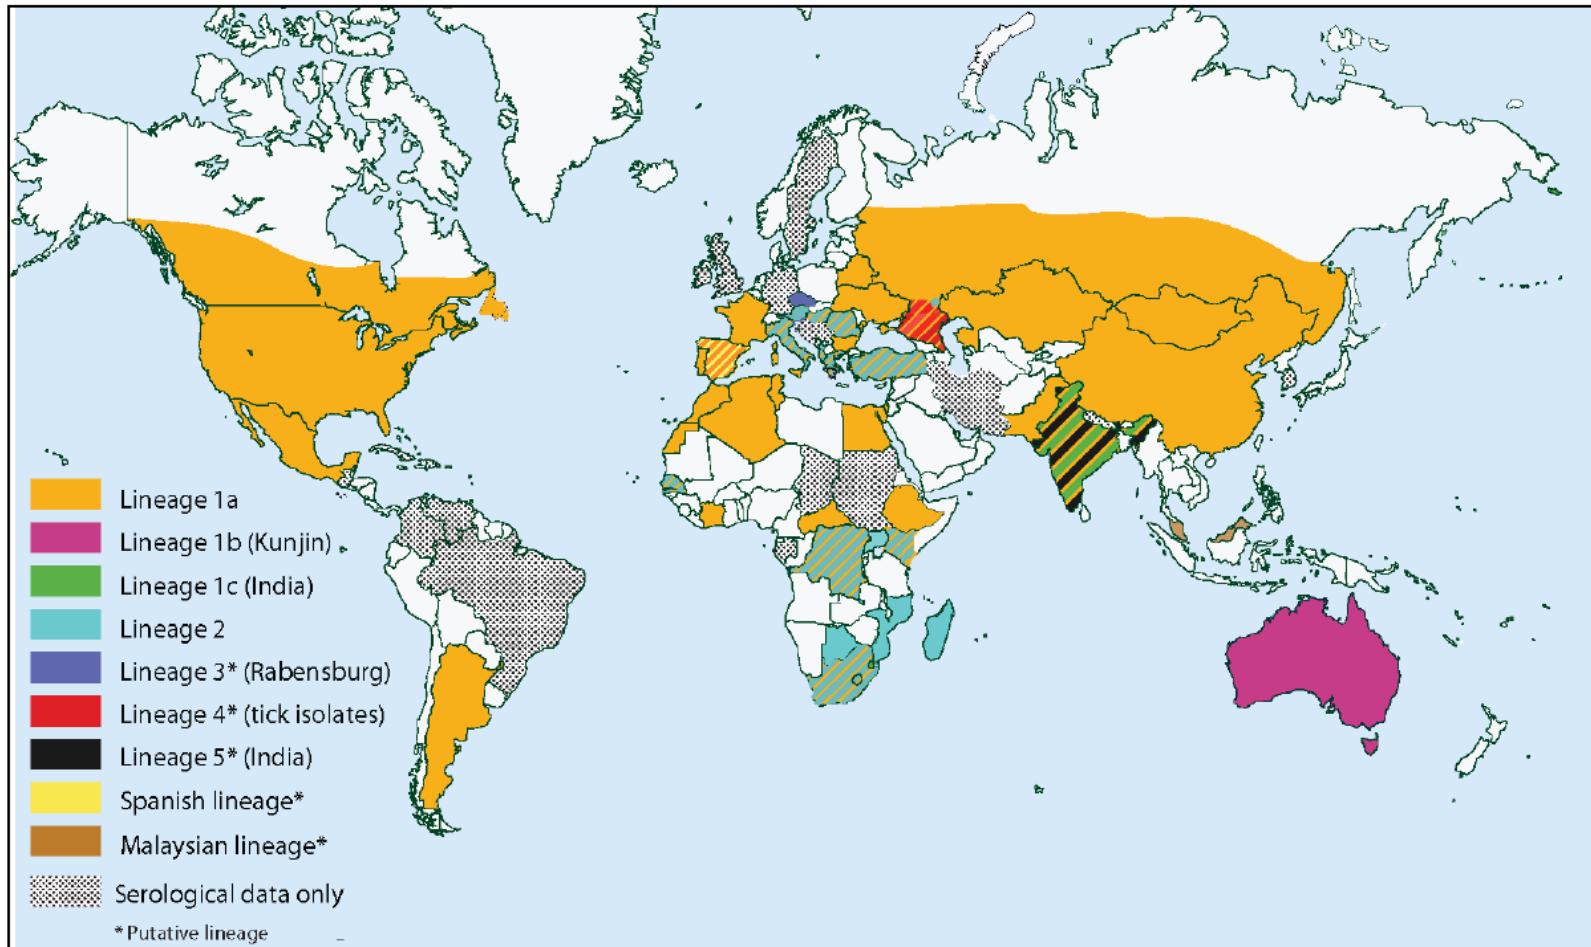 Lineage 1a
Lineage 1b (Kunjin)
Lineage 1c (India)
Lineage 2
Lineage 3* (Rabensburg)
Lineage 4* (tick isolates)
Lineage 5* (India)
Spanish lineage*
Malaysian lineage*
Serological data only
* Putative lineage